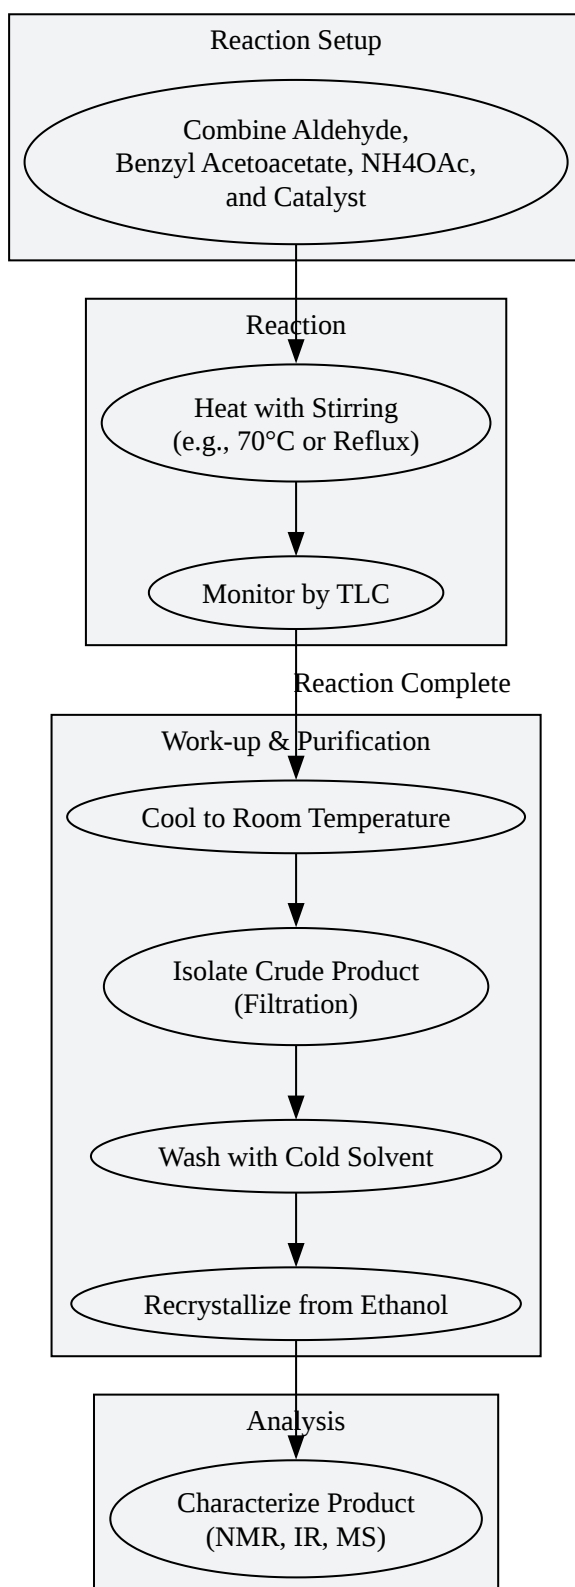 Reaction Setup
Combine Aldehyde,
Benzyl Acetoacetate, NH4OAc,
and Catalyst
Reaction
Heat with Stirring
(e.g., 70°C or Reflux)
Monitor by TLC
Reaction Complete
Work-up & Purification
Cool to Room Temperature
Isolate Crude Product
(Filtration)
Wash with Cold Solvent
Recrystallize from Ethanol
Analysis
Characterize Product
(NMR, IR, MS)